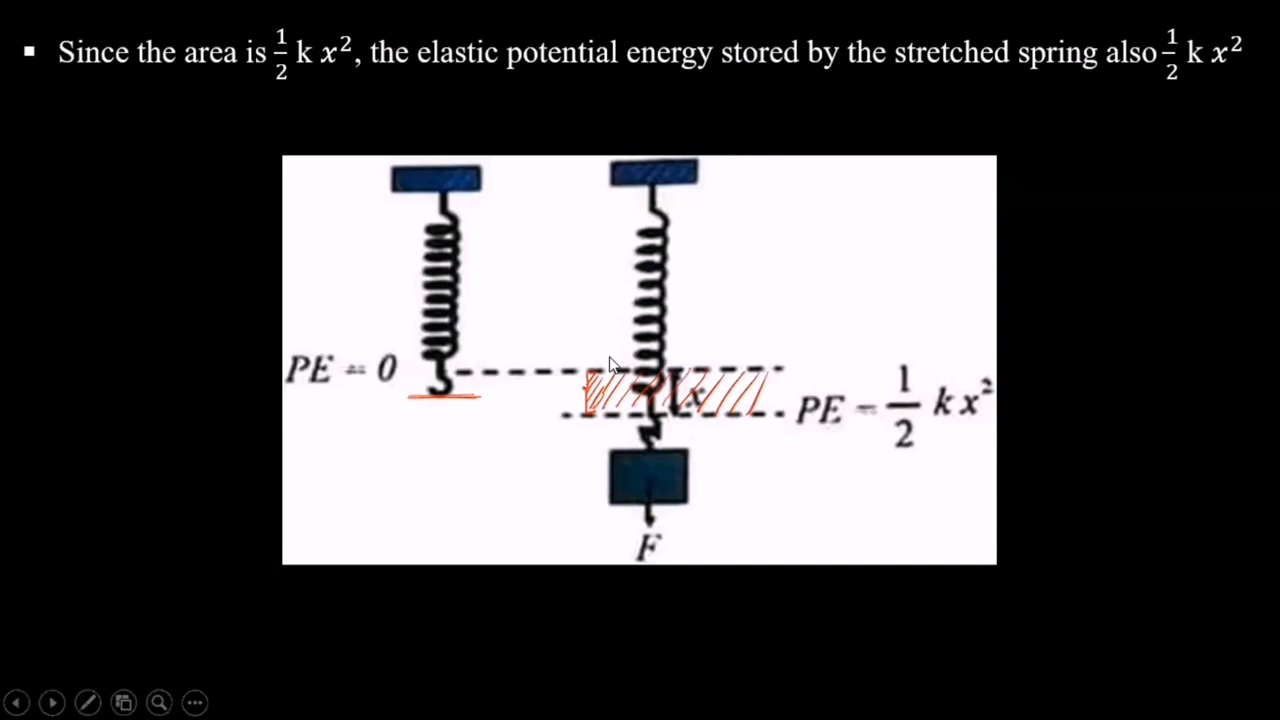 ▪ Since the area is 1/2 k x², the elastic potential energy stored by the stretched spring also 1/2 k x²
PE = 0
x
PE = 1/2 kx²
F